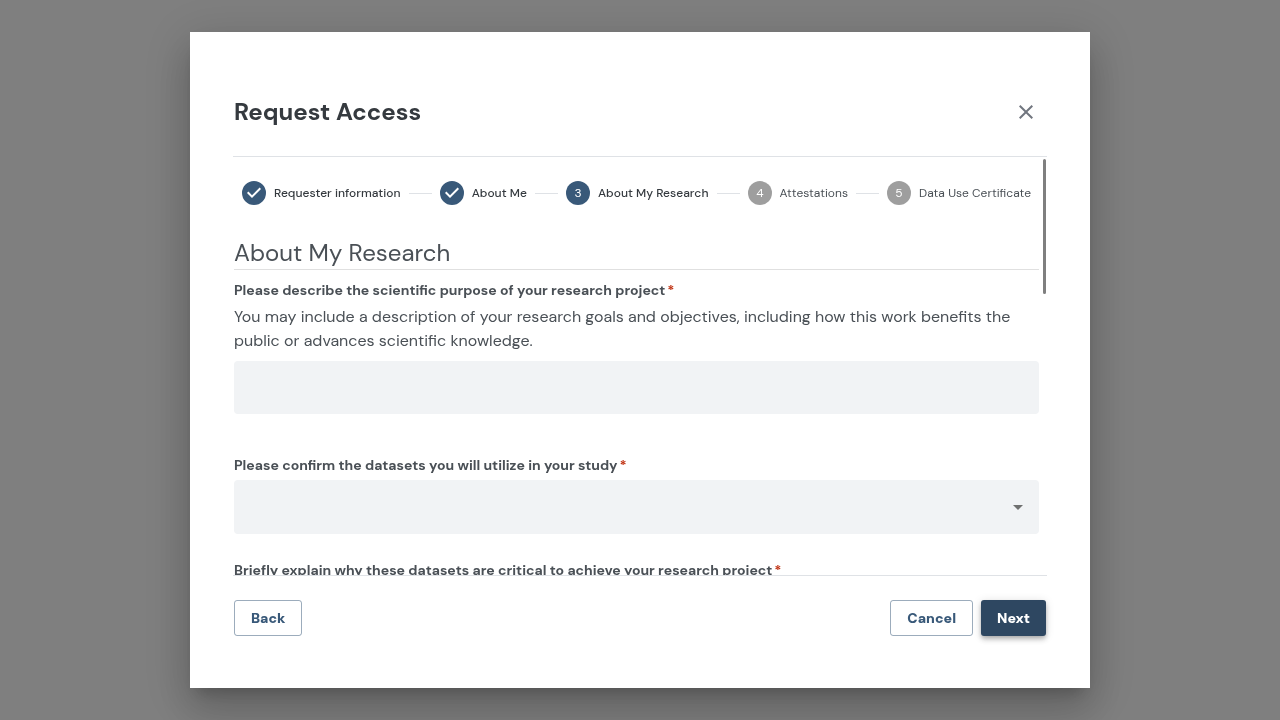 Request Access
Requester information
About Me
3 About My Research
4 Attestations
5 Data Use Certificate
About My Research
Please describe the scientific purpose of your research project *
You may include a description of your research goals and objectives, including how this work benefits the
public or advances scientific knowledge.
Please confirm the datasets you will utilize in your study *
Briefly explain why these datasets are critical to achieve your research project *
Back
Cancel
Next